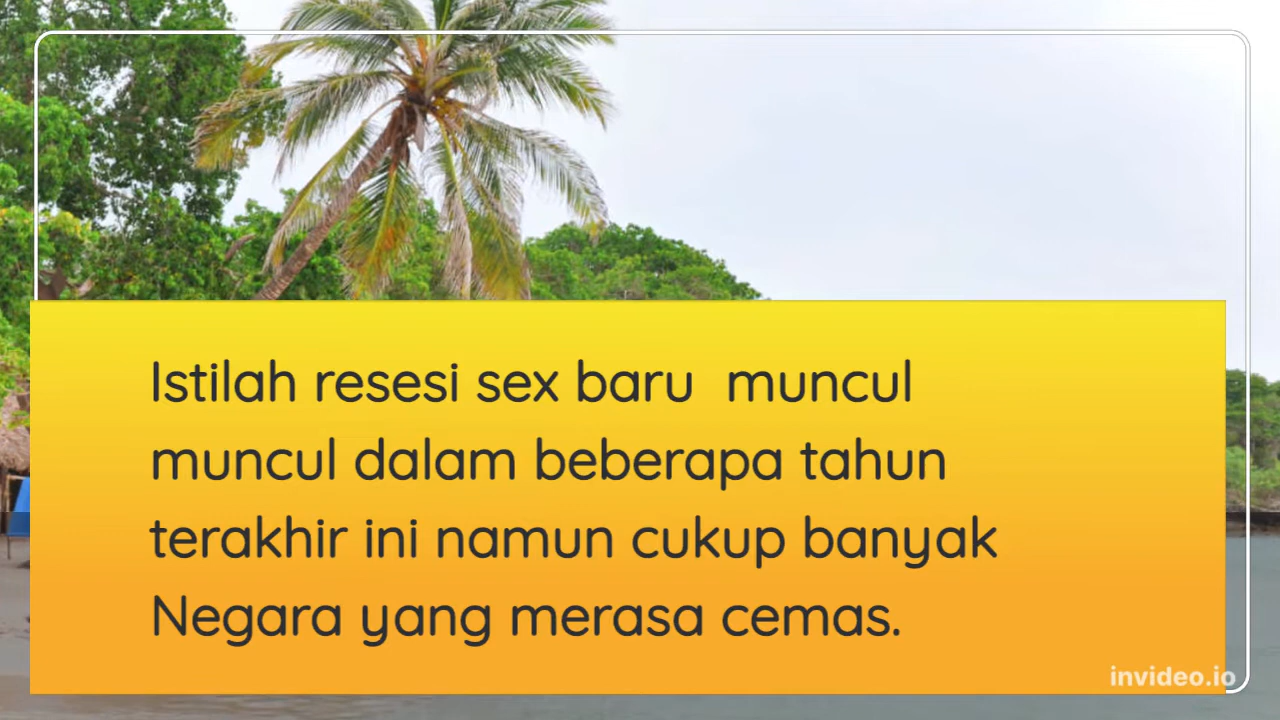 Istilah resesi sex baru  muncul
muncul dalam beberapa tahun
terakhir ini namun cukup banyak
Negara yang merasa cemas.
invideo.io